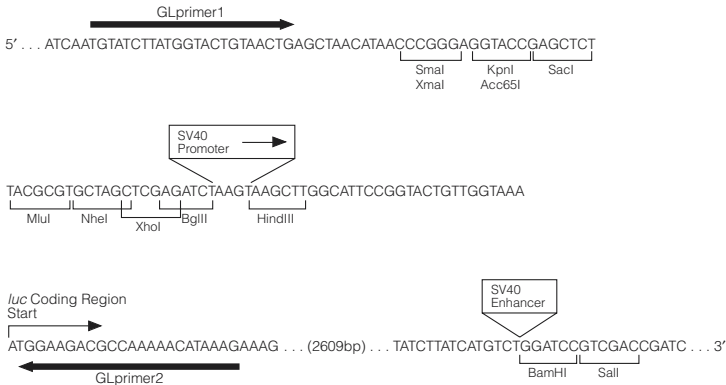 GLprimer1
5′ . . . ATCAATGTATCTTATGGTACTGTAACTGAGCTAACATAACCCGGGAGGTACCGAGCTCT
SmaI KpnI SacI
XmaI Acc65I
SV40
Promoter
TACGCGTGCTAGCTCGAGATCTAAGTAAGCTTGGCATTCCGGTACTGTTGGTAAA
MluI NheI BglII HindIII
XhoI
luc Coding Region
Start
SV40
Enhancer
ATGGAAGACGCCAAAAACATAAAGAAAG . . . (2609bp) . . . TATCTTATCATGTCTGGATCCGTCGACCGATC . . . 3′
BamHI SalI
GLprimer2